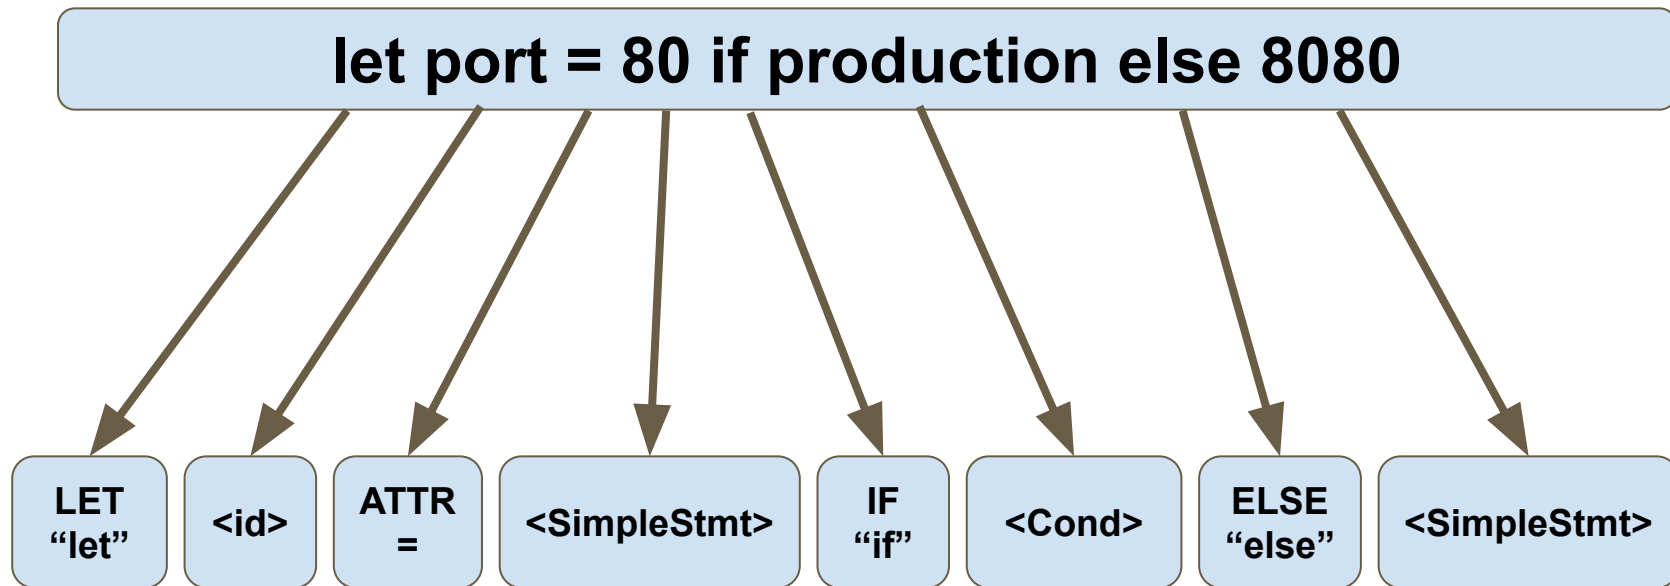 let port = 80 if production else 8080
LET
“let”
<id>
ATTR
=
<SimpleStmt>
IF
“if”
<Cond>
ELSE
“else”
<SimpleStmt>